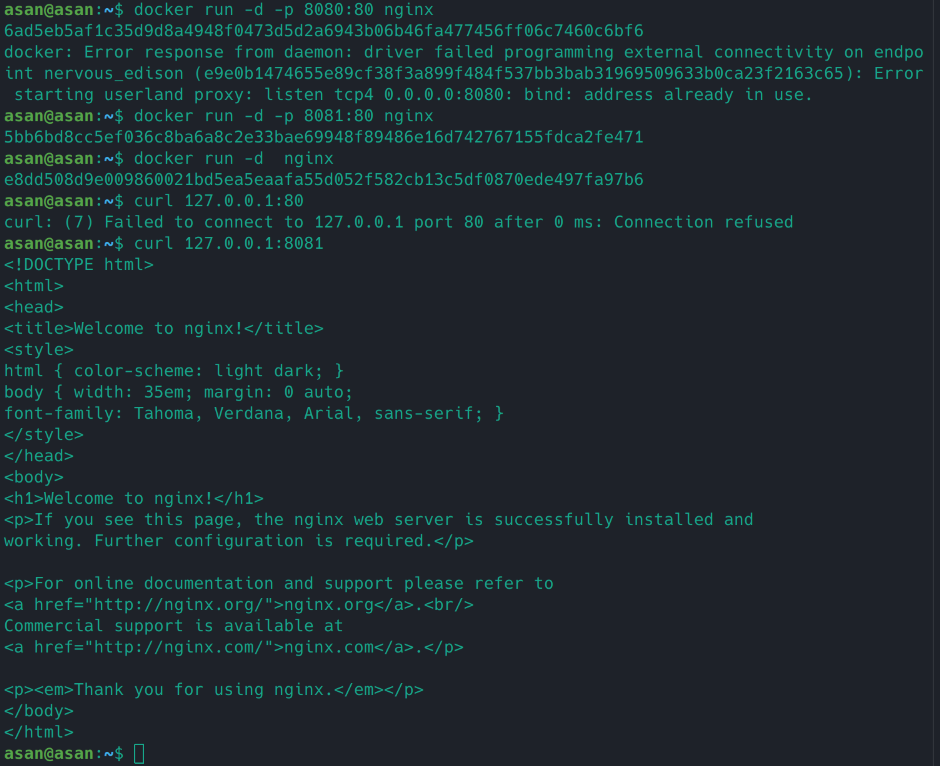 asan@asan:~$ docker run -d -p 8080:80 nginx
6ad5eb5af1c35d9d8a4948f0473d5d2a6943b06b46fa477456ff06c7460c6bf6
docker: Error response from daemon: driver failed programming external connectivity on endpo
int nervous_edison (e9e0b1474655e89cf38f3a899f484f537bb3bab31969509633b0ca23f2163c65): Error
 starting userland proxy: listen tcp4 0.0.0.0:8080: bind: address already in use.
asan@asan:~$ docker run -d -p 8081:80 nginx
5bb6bd8cc5ef036c8ba6a8c2e33bae69948f89486e16d742767155fdca2fe471
asan@asan:~$ docker run -d  nginx
e8dd508d9e009860021bd5ea5eaafa55d052f582cb13c5df0870ede497fa97b6
asan@asan:~$ curl 127.0.0.1:80
curl: (7) Failed to connect to 127.0.0.1 port 80 after 0 ms: Connection refused
asan@asan:~$ curl 127.0.0.1:8081
<!DOCTYPE html>
<html>
<head>
<title>Welcome to nginx!</title>
<style>
html { color-scheme: light dark; }
body { width: 35em; margin: 0 auto;
font-family: Tahoma, Verdana, Arial, sans-serif; }
</style>
</head>
<body>
<h1>Welcome to nginx!</h1>
<p>If you see this page, the nginx web server is successfully installed and
working. Further configuration is required.</p>

<p>For online documentation and support please refer to
<a href="http://nginx.org/">nginx.org</a>.<br/>
Commercial support is available at
<a href="http://nginx.com/">nginx.com</a>.</p>

<p><em>Thank you for using nginx.</em></p>
</body>
</html>
asan@asan:~$